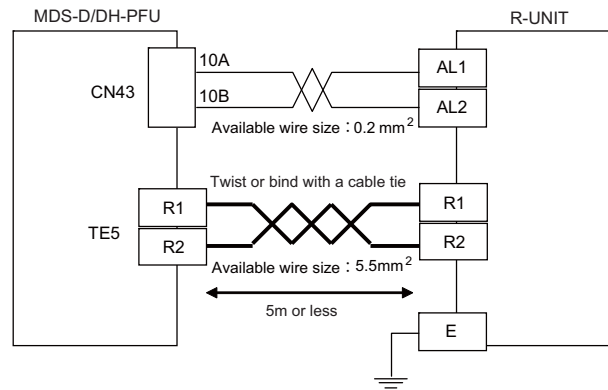 MDS-D/DH-PFU
R-UNIT
10A
AL1
CN43
10B
AL2
Available wire size：0.2 mm²
Twist or bind with a cable tie
R1
R1
TE5
R2
R2
Available wire size：5.5mm²
5m or less
E